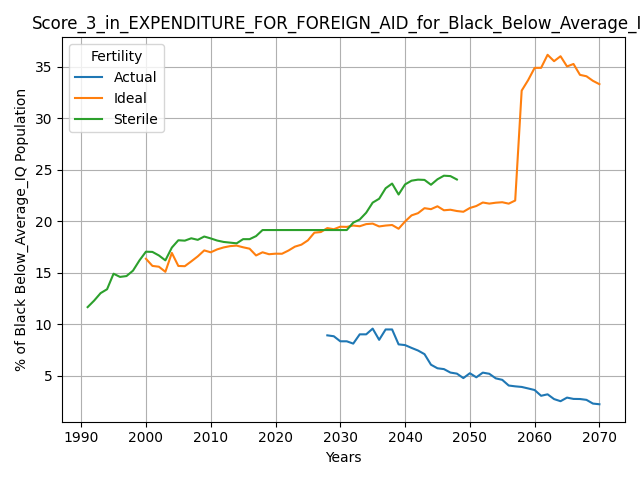 Score_3_in_EXPENDITURE_FOR_FOREIGN_AID_for_Black_Below_Average_I
Fertility
Actual
Ideal
Sterile
% of Black Below_Average_IQ Population
35
30
25
20
15
10
5
1990 2000 2010 2020 2030 2040 2050 2060 2070
Years